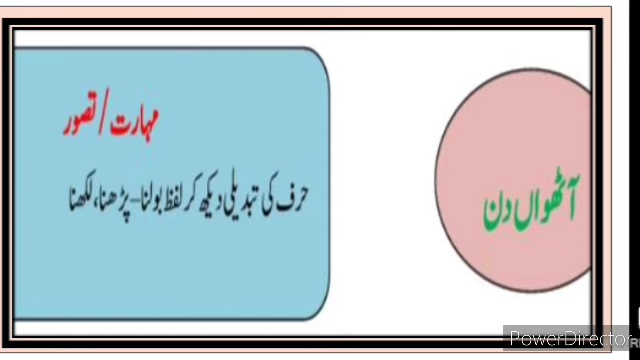 آٹھواں دن
مہارت / تصور
حرف کی تبدیلی دیکھ کر لفظ بولنا – پڑھنا، لکھنا
PowerDirector